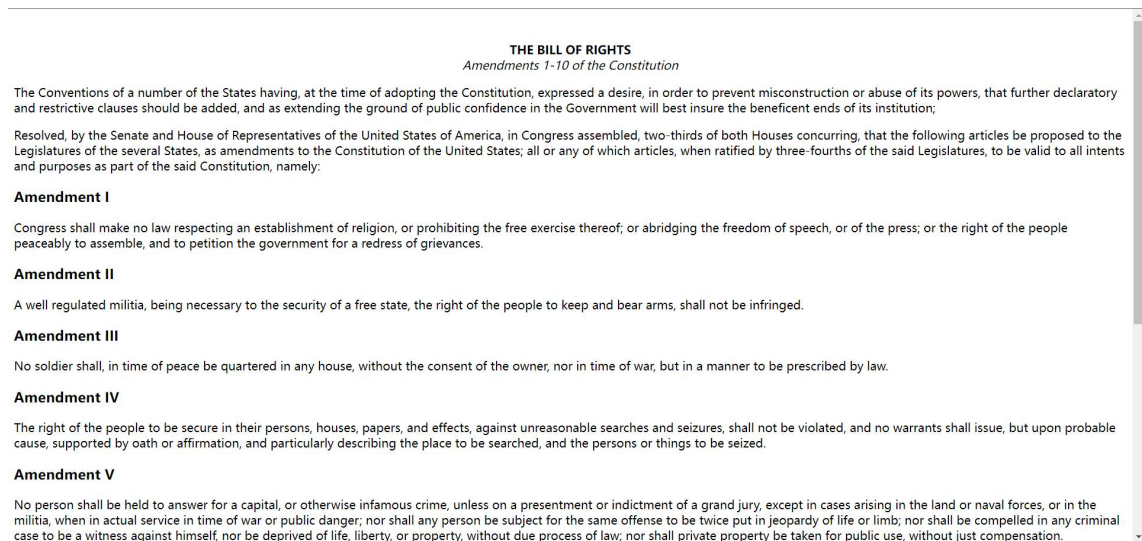 THE BILL OF RIGHTS
Amendments 1-10 of the Constitution
The Conventions of a number of the States having, at the time of adopting the Constitution, expressed a desire, in order to prevent misconstruction or abuse of its powers, that further declaratory
and restrictive clauses should be added, and as extending the ground of public confidence in the Government will best insure the beneficent ends of its institution;
Resolved, by the Senate and House of Representatives of the United States of America, in Congress assembled, two-thirds of both Houses concurring, that the following articles be proposed to the
Legislatures of the several States, as amendments to the Constitution of the United States; all or any of which articles, when ratified by three-fourths of the said Legislatures, to be valid to all intents
and purposes as part of the said Constitution, namely:
Amendment I
Congress shall make no law respecting an establishment of religion, or prohibiting the free exercise thereof; or abridging the freedom of speech, or of the press; or the right of the people
peaceably to assemble, and to petition the government for a redress of grievances.
Amendment II
A well regulated militia, being necessary to the security of a free state, the right of the people to keep and bear arms, shall not be infringed.
Amendment III
No soldier shall, in time of peace be quartered in any house, without the consent of the owner, nor in time of war, but in a manner to be prescribed by law.
Amendment IV
The right of the people to be secure in their persons, houses, papers, and effects, against unreasonable searches and seizures, shall not be violated, and no warrants shall issue, but upon probable
cause, supported by oath or affirmation, and particularly describing the place to be searched, and the persons or things to be seized.
Amendment V
No person shall be held to answer for a capital, or otherwise infamous crime, unless on a presentment or indictment of a grand jury, except in cases arising in the land or naval forces, or in the
militia, when in actual service in time of war or public danger; nor shall any person be subject for the same offense to be twice put in jeopardy of life or limb; nor shall be compelled in any criminal
case to be a witness against himself, nor be deprived of life, liberty, or property, without due process of law; nor shall private property be taken for public use, without just compensation.